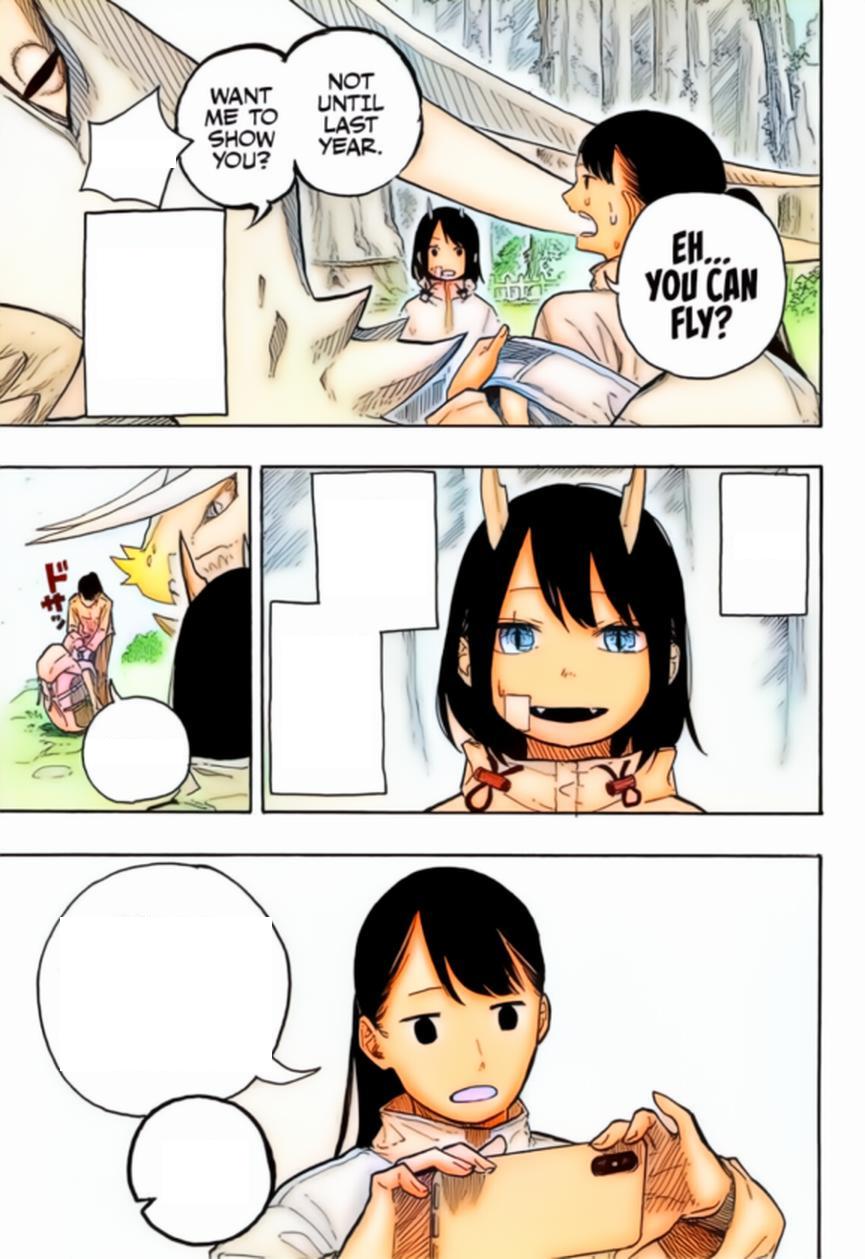 EH...
YOU CAN
FLY?
NOT
UNTIL
LAST
YEAR.
WANT
ME TO
SHOW
YOU?
ドサッ